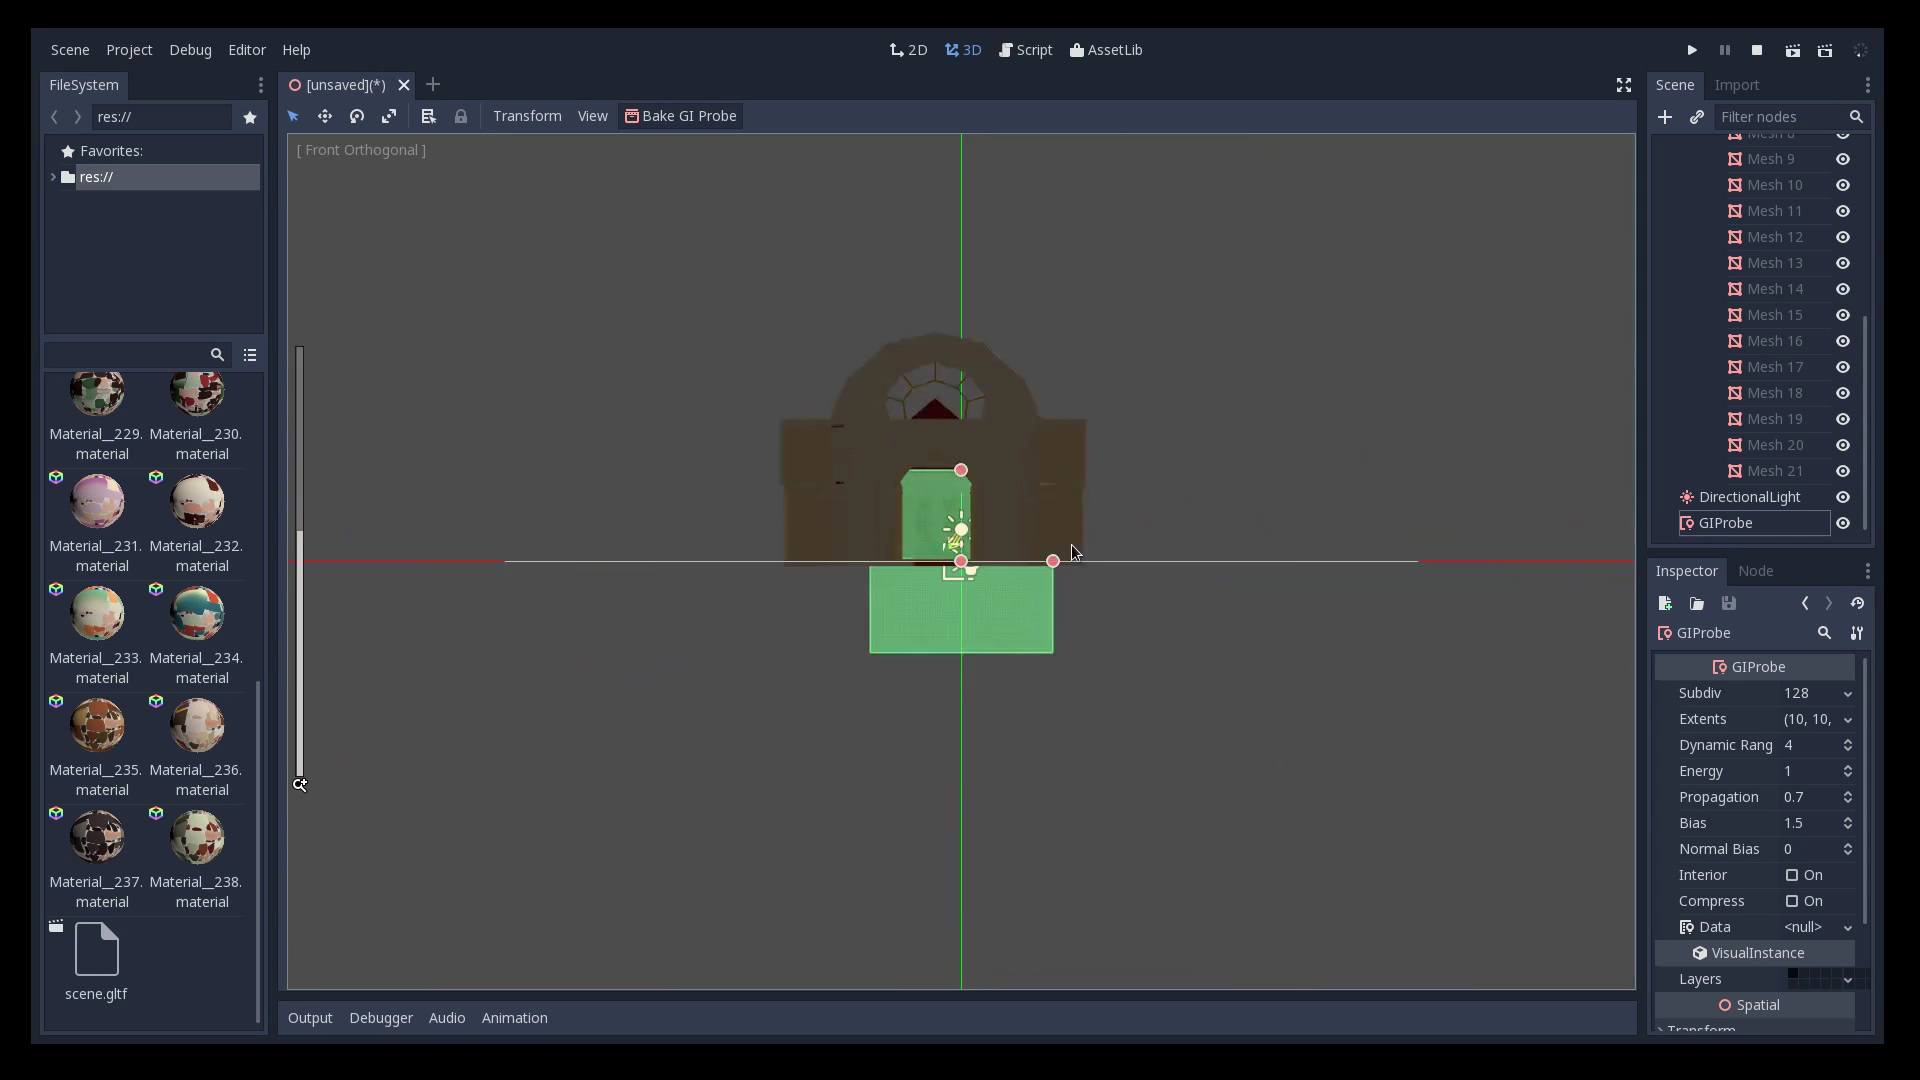 Scene Project Debug Editor Help
2D 3D Script AssetLib
FileSystem
[unsaved](*)
Scene Import
res://
Transform View Bake GI Probe
Filter nodes
[ Front Orthogonal ]
Favorites:
res://
Material__229.material
Material__230.material
Material__231.material
Material__232.material
Material__233.material
Material__234.material
Material__235.material
Material__236.material
Material__237.material
Material__238.material
scene.gltf
Output Debugger Audio Animation
Mesh 8
Mesh 9
Mesh 10
Mesh 11
Mesh 12
Mesh 13
Mesh 14
Mesh 15
Mesh 16
Mesh 17
Mesh 18
Mesh 19
Mesh 20
Mesh 21
DirectionalLight
GIProbe
Inspector Node
GIProbe
GIProbe
Subdiv 128
Extents (10, 10,
Dynamic Rang 4
Energy 1
Propagation 0.7
Bias 1.5
Normal Bias 0
Interior On
Compress On
Data <null>
VisualInstance
Layers
Spatial
Transform